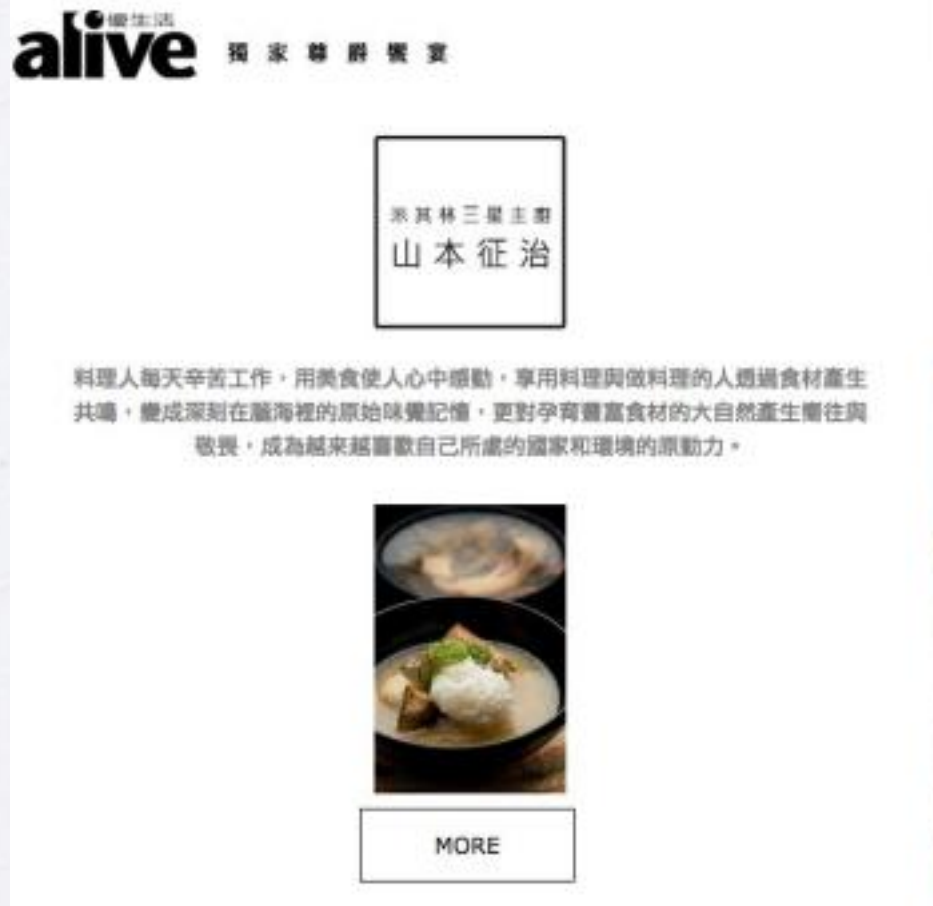 優生活
alive 獨家尊爵饗宴
米其林三星主廚
山本征治
料理人每天辛苦工作，用美食使人心中感動，享用料理與做料理的人透過食材產生
共鳴，變成深刻在腦海裡的原始味覺記憶，更對孕育豐富食材的大自然產生嚮往與
敬畏，成為越來越喜歡自己所處的國家和環境的原動力。
MORE